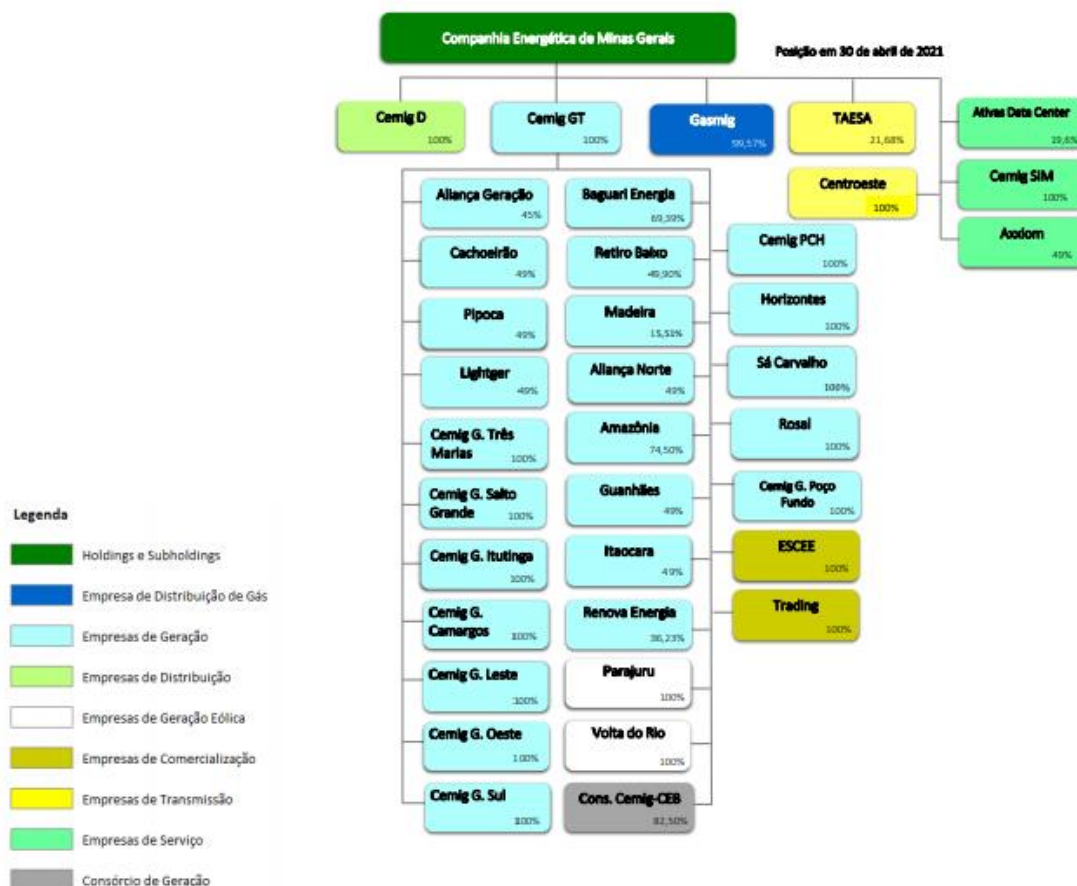 Companhia Energética de Minas Gerais
Posição em 30 de abril de 2021
Cemig D
100%
Cemig GT
100%
Gasmig
99,57%
TAESA
21,68%
Ativas Data Center
19,6%
Centroeste
100%
Cemig SIM
100%
Axxiom
49%
Aliança Geração
45%
Cachoeirão
49%
Pipoca
49%
Lightger
49%
Cemig G. Três
Marias
100%
Cemig G. Salto
Grande
100%
Cemig G. Itutinga
100%
Cemig G.
Camargos
100%
Cemig G. Leste
100%
Cemig G. Oeste
100%
Cemig G. Sul
100%
Baguari Energia
69,39%
Retiro Baixo
49,90%
Madeira
15,51%
Aliança Norte
49%
Amazônia
74,50%
Guanhães
49%
Itaocara
49%
Renova Energia
36,23%
Parajuru
100%
Volta do Rio
100%
Cons. Cemig-CEB
82,50%
Cemig PCH
100%
Horizontes
100%
Sá Carvalho
100%
Rosal
100%
Cemig G. Poço
Fundo
100%
ESCEE
100%
Trading
100%
Legenda
Holdings e Subholdings
Empresa de Distribuição de Gás
Empresas de Geração
Empresas de Distribuição
Empresas de Geração Eólica
Empresas de Comercialização
Empresas de Transmissão
Empresas de Serviço
Consórcio de Geração